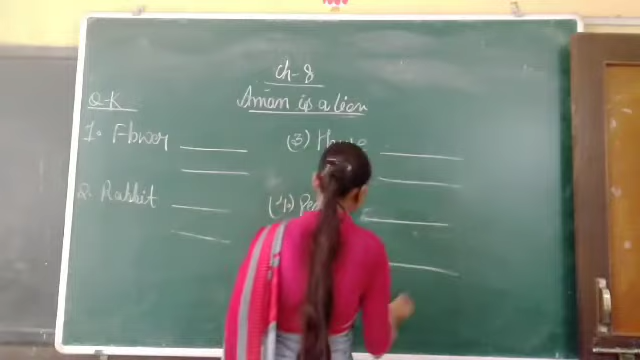 Ch-8
Aman is a lion
Q-K
1. Flower
(3) House
2. Rabbit
(4)